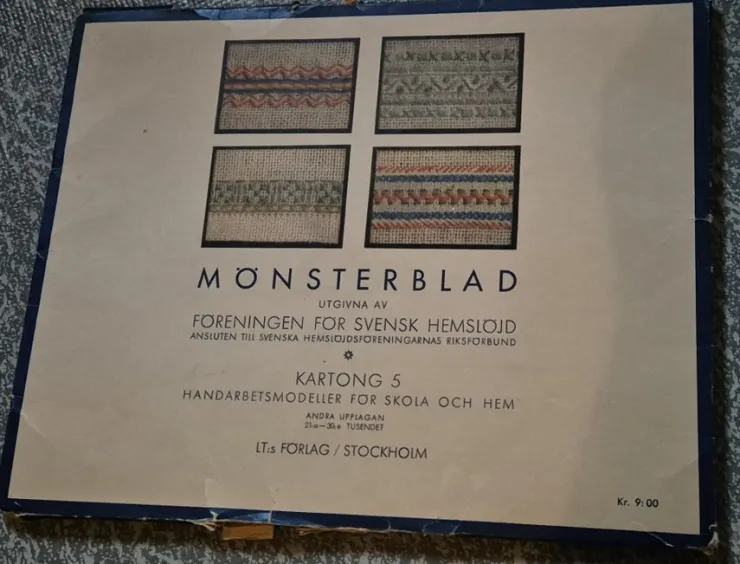 MÖNSTERBLAD
UTGIVNA AV
FÖRENINGEN FÖR SVENSK HEMSLÖJD
ANSLUTEN TILL SVENSKA HEMSLÖJDSFÖRENINGARNAS RIKSFÖRBUND
KARTONG 5
HANDARBETSMODELLER FÖR SKOLA OCH HEM
ANDRA UPPLAGAN
21:a—30:e TUSENDET
LT:s FÖRLAG / STOCKHOLM
Kr. 9:00